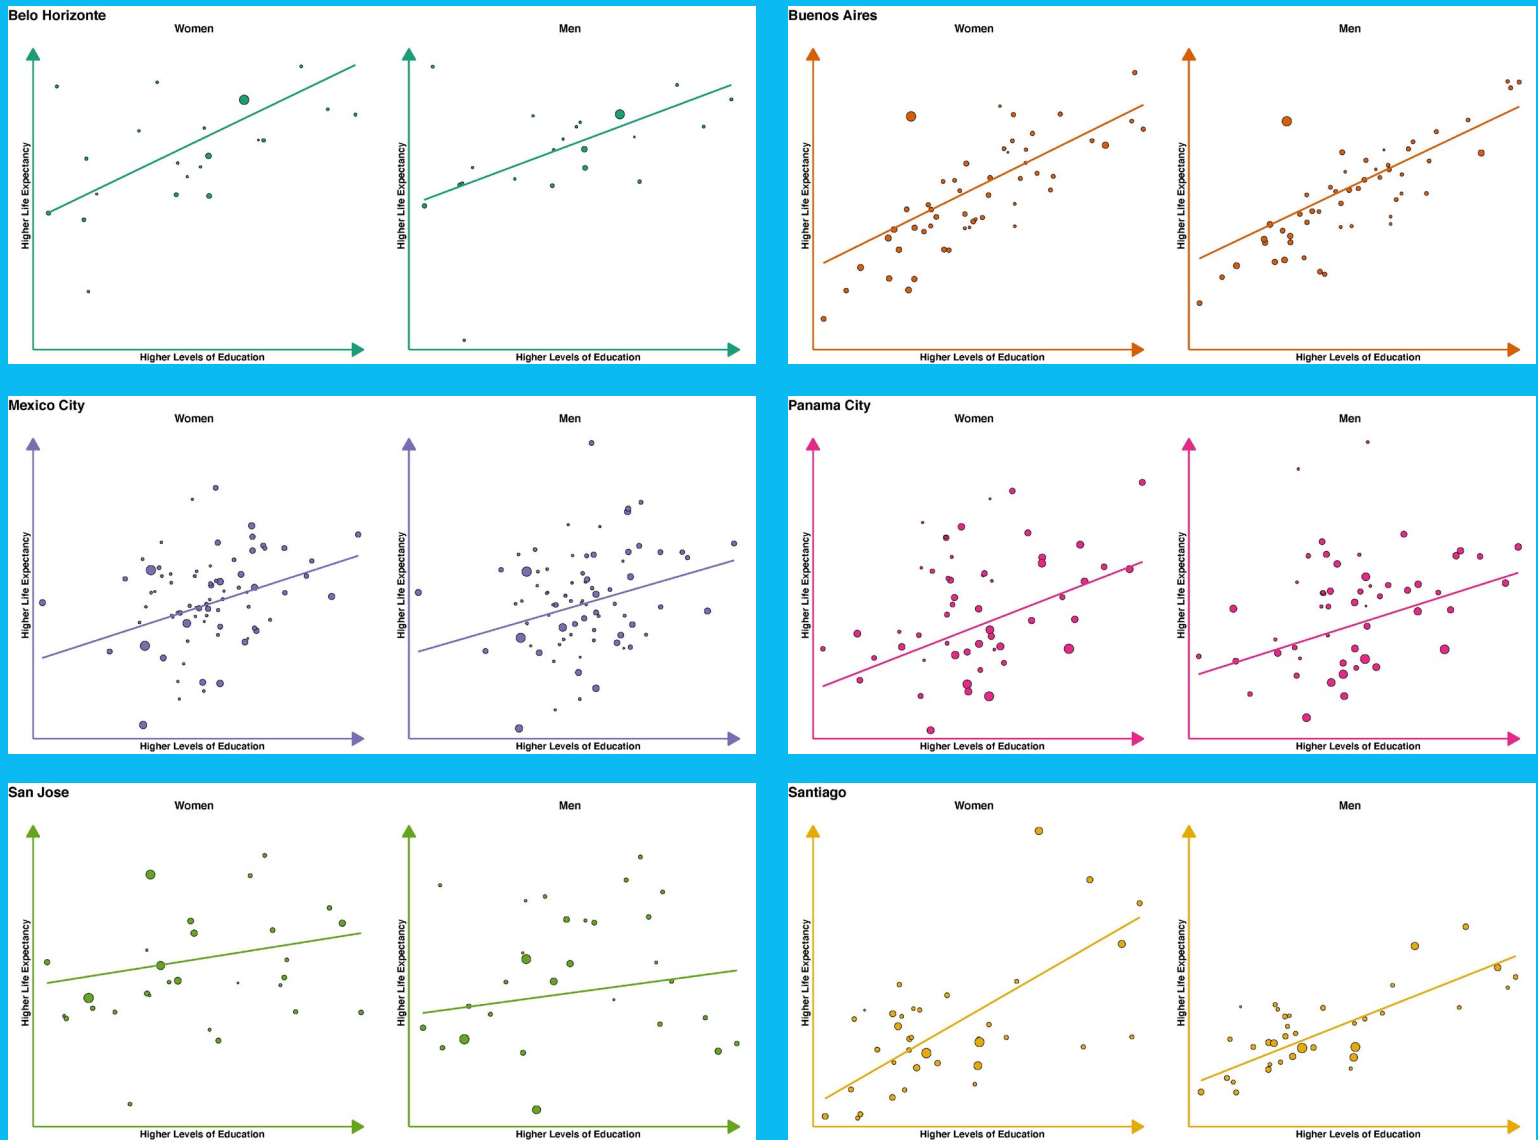 Belo Horizonte
Women
Men
Higher Life Expectancy
Higher Levels of Education
Higher Life Expectancy
Higher Levels of Education
Buenos Aires
Women
Men
Higher Life Expectancy
Higher Levels of Education
Higher Life Expectancy
Higher Levels of Education
Mexico City
Women
Men
Higher Life Expectancy
Higher Levels of Education
Higher Life Expectancy
Higher Levels of Education
Panama City
Women
Men
Higher Life Expectancy
Higher Levels of Education
Higher Life Expectancy
Higher Levels of Education
San Jose
Women
Men
Higher Life Expectancy
Higher Levels of Education
Higher Life Expectancy
Higher Levels of Education
Santiago
Women
Men
Higher Life Expectancy
Higher Levels of Education
Higher Life Expectancy
Higher Levels of Education